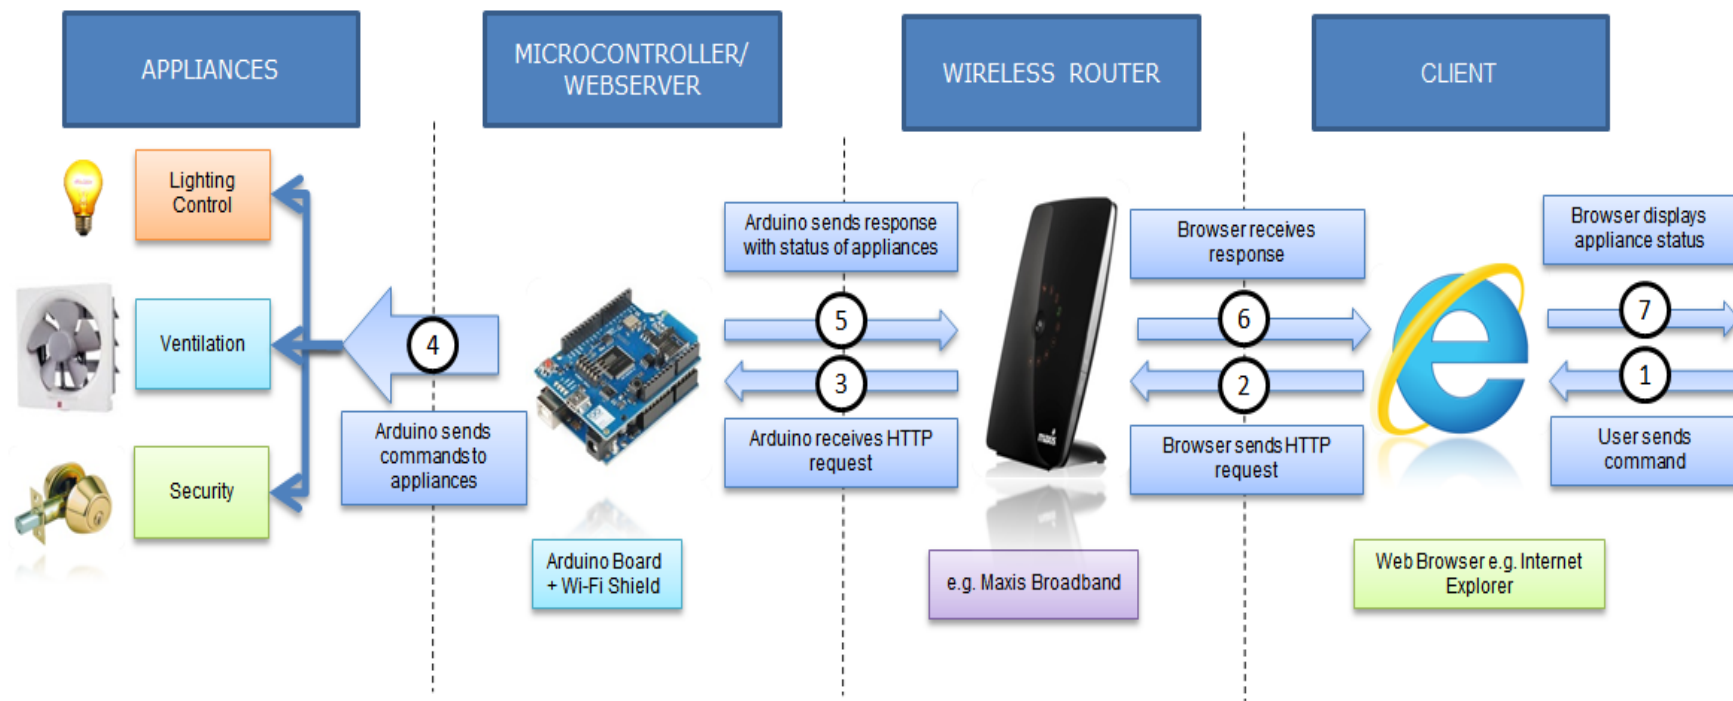 APPLIANCES
MICROCONTROLLER/
WEBSERVER
WIRELESS ROUTER
CLIENT
Lighting
Control
Ventilation
Security
4
Arduino sends
commands to
appliances
Arduino sends response
with status of appliances
5
3
Arduino receives HTTP
request
Arduino Board
+ Wi-Fi Shield
maxis
e.g. Maxis Broadband
Browser receives
response
6
2
Browser sends HTTP
request
Web Browser e.g. Internet
Explorer
Browser displays
appliance status
7
1
User sends
command